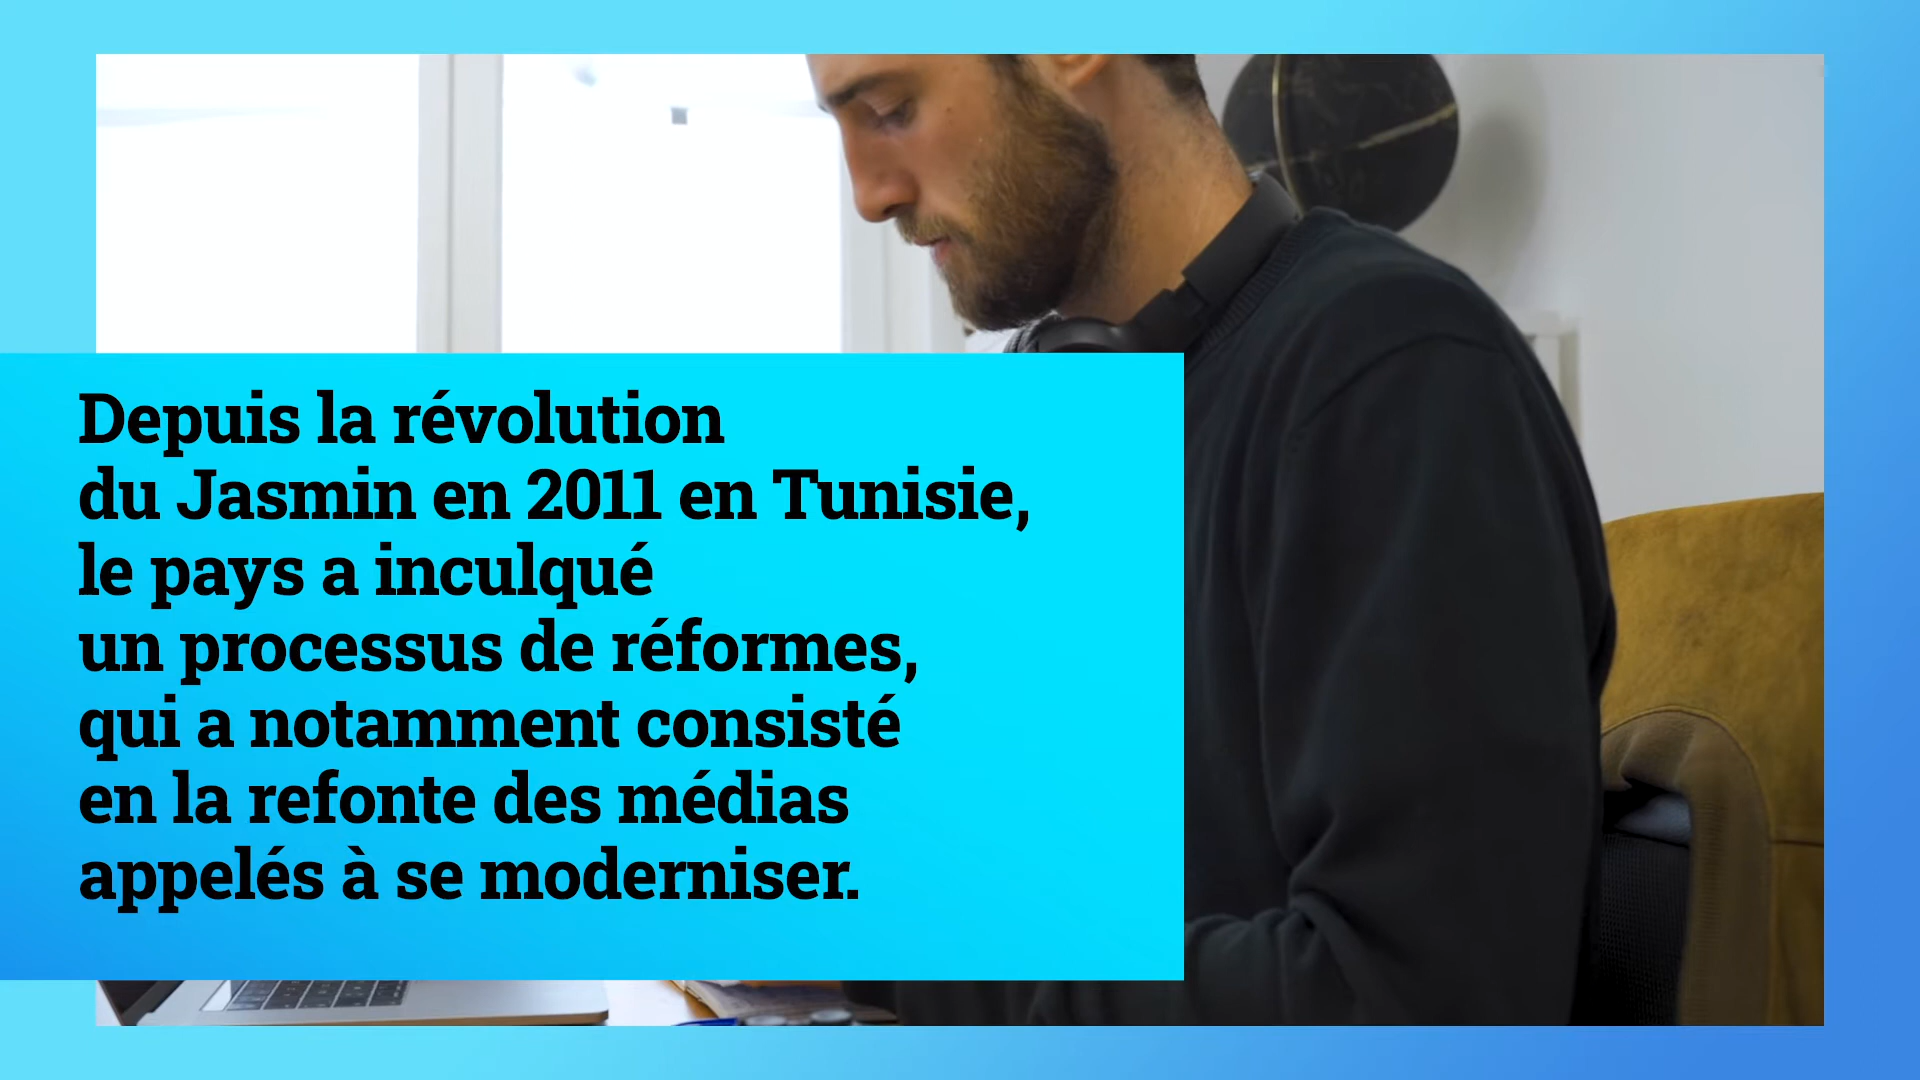 Depuis la révolution
du Jasmin en 2011 en Tunisie,
le pays a inculqué
un processus de réformes,
qui a notamment consisté
en la refonte des médias
appelés à se moderniser.